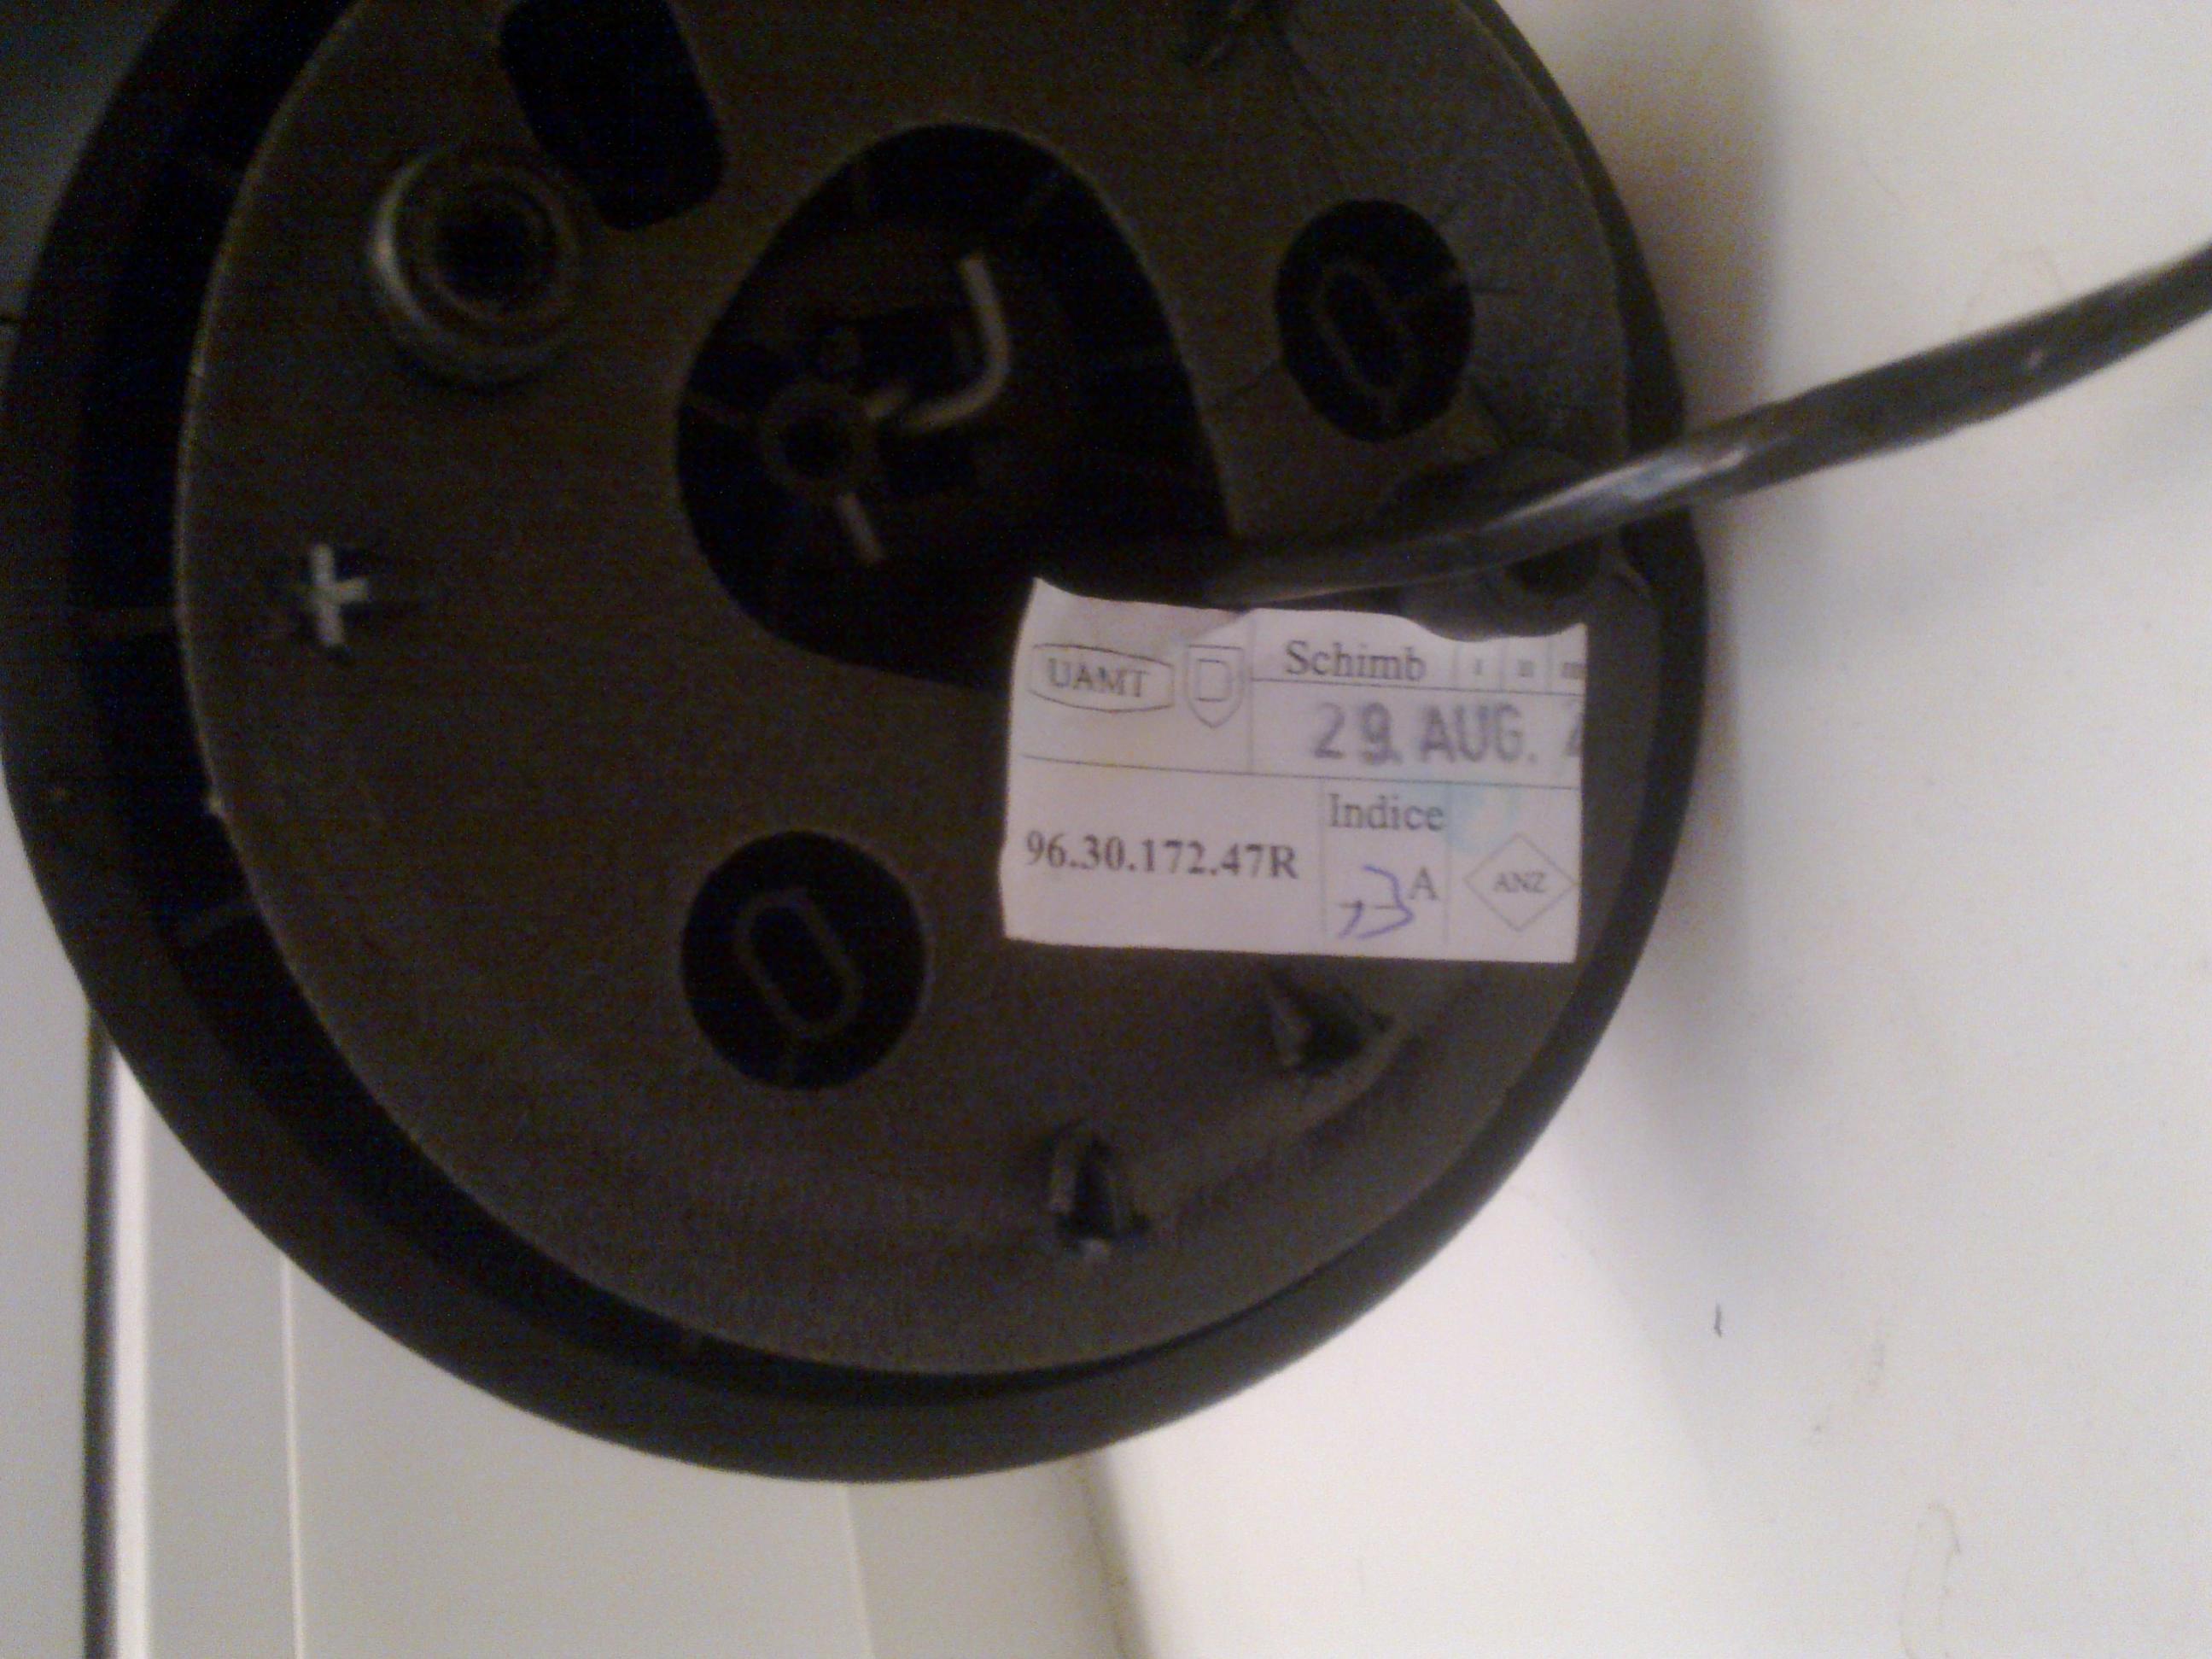 UAMT
D
Schimb
29. AUG.
96.30.172.47R
Indice
A
ANZ